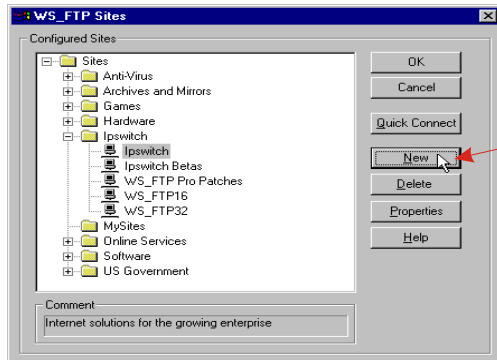 WS_FTP Sites
Configured Sites
Sites
Anti-Virus
Archives and Mirrors
Games
Hardware
Ipswitch
Ipswitch
Ipswitch Betas
WS_FTP Pro Patches
WS_FTP16
WS_FTP32
MySites
Online Services
Software
US Government
OK
Cancel
Quick Connect
New
Delete
Properties
Help
Comment
Internet solutions for the growing enterprise